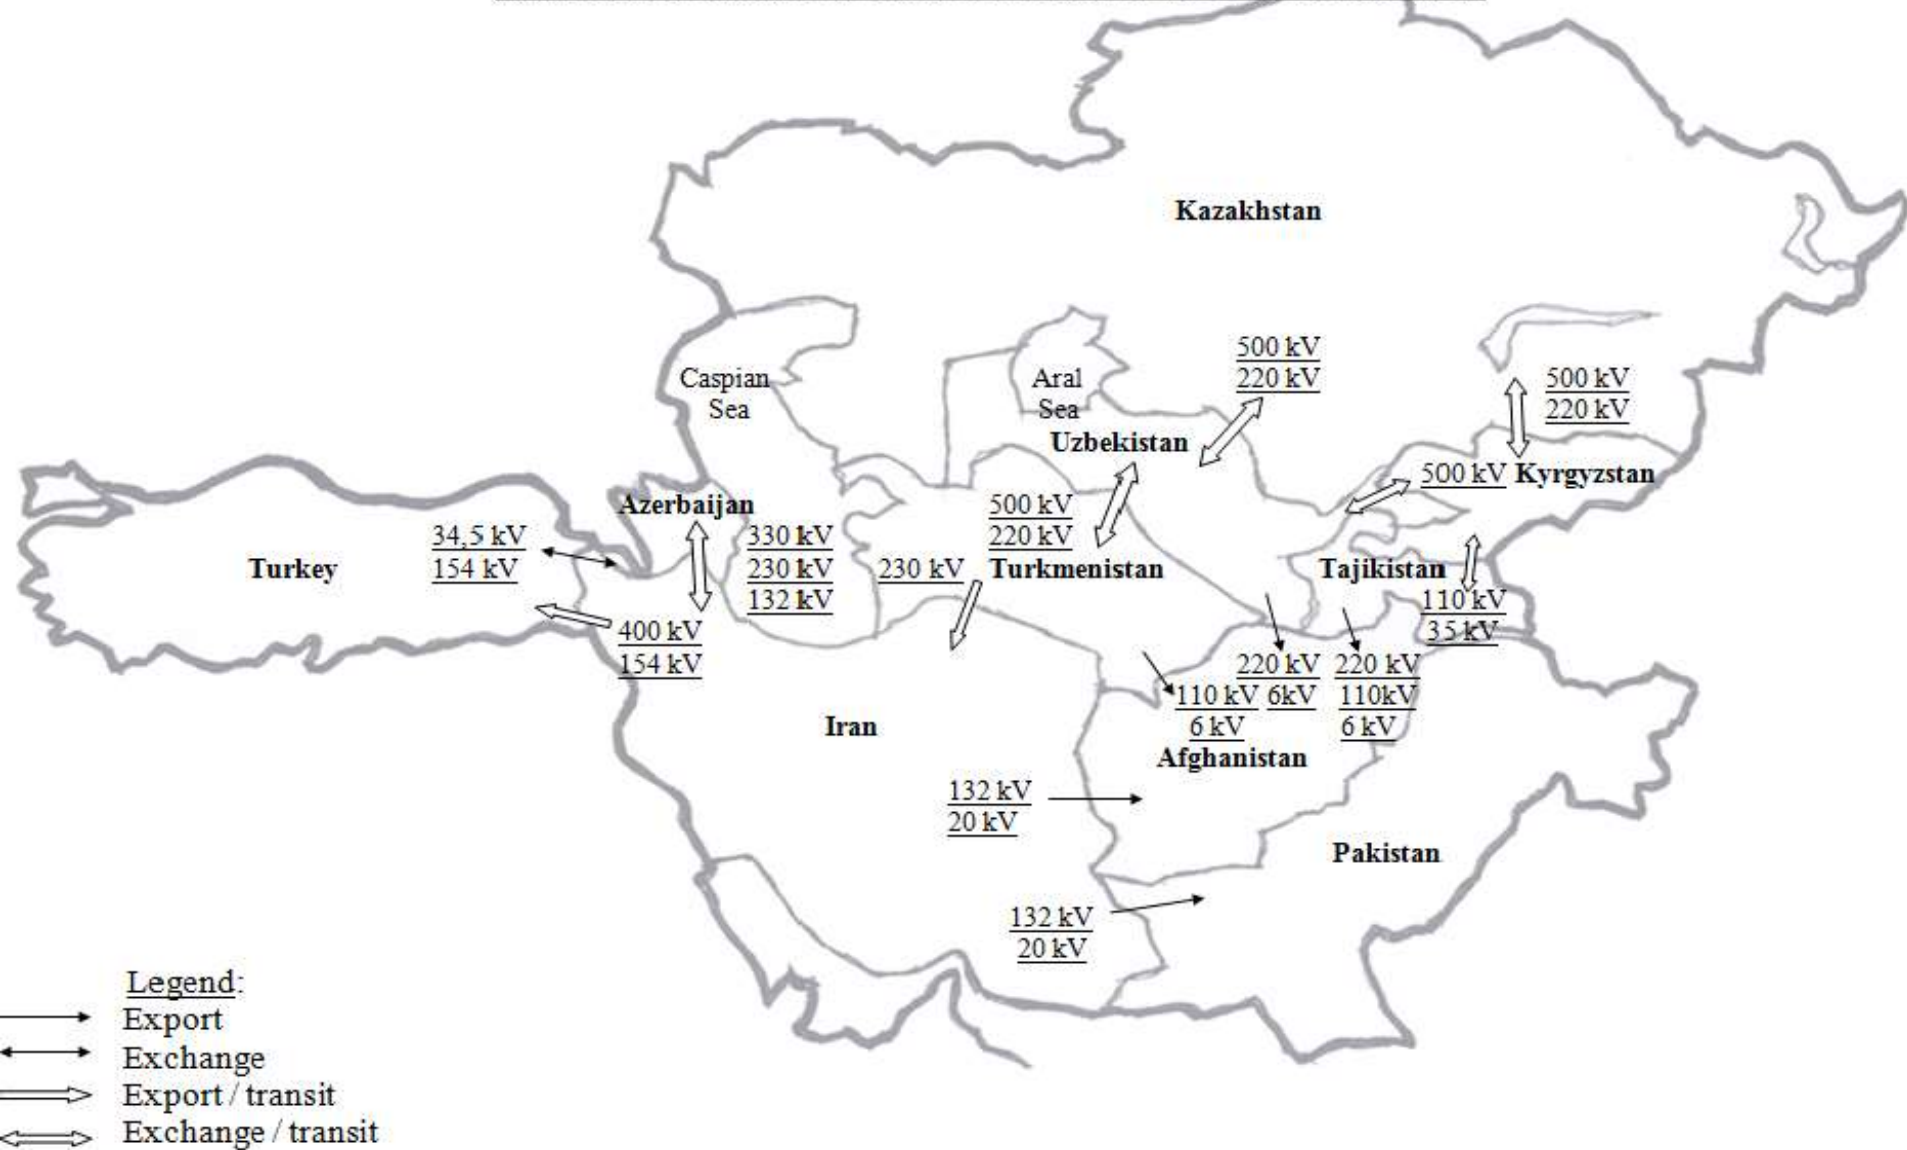 Kazakhstan
500 kV
220 kV
Caspian
Sea
Aral
Sea
500 kV
220 kV
Uzbekistan
500 kV Kyrgyzstan
Azerbaijan
500 kV
220 kV
34,5 kV
154 kV
330 kV
230 kV
132 kV
Turkey
230 kV
Turkmenistan
Tajikistan
110 kV
35 kV
400 kV
154 kV
220 kV
6kV
220 kV
110kV
6 kV
110 kV
6 kV
Iran
Afghanistan
132 kV
20 kV
Pakistan
132 kV
20 kV
Legend:
Export
Exchange
Export / transit
Exchange / transit